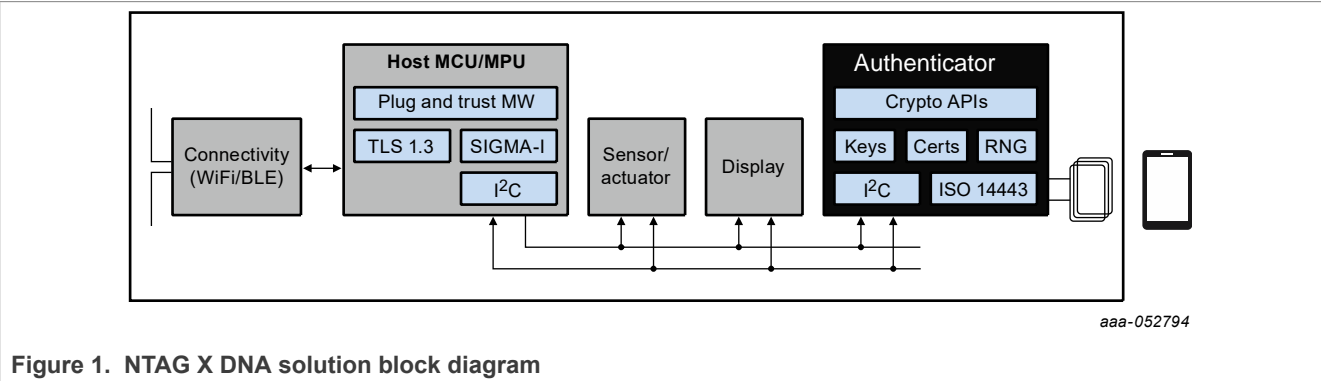 Host MCU/MPU
Plug and trust MW
TLS 1.3
SIGMA-I
I²C
Connectivity
(WiFi/BLE)
Sensor/
actuator
Display
Authenticator
Crypto APIs
Keys
Certs
RNG
I²C
ISO 14443
aaa-052794
Figure 1. NTAG X DNA solution block diagram